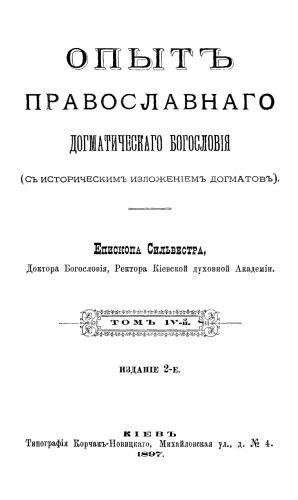 ОПЫТЪ
ПРАВОСЛАВНАГО
ДОГМАТИЧЕСКАГО БОГОСЛОВІЯ
(СЪ ИСТОРИЧЕСКИМЪ ИЗЛОЖЕНІЕМЪ ДОГМАТОВЪ).
Епископа Сильвестра,
Доктора Богословія, Ректора Кіевской духовной Академіи.
ТОМЪ IV-й.
ИЗДАНІЕ 2-Е.
КІЕВЪ
Типографія Корчакъ-Новицкаго, Михайловская ул., д. № 4.
1897.